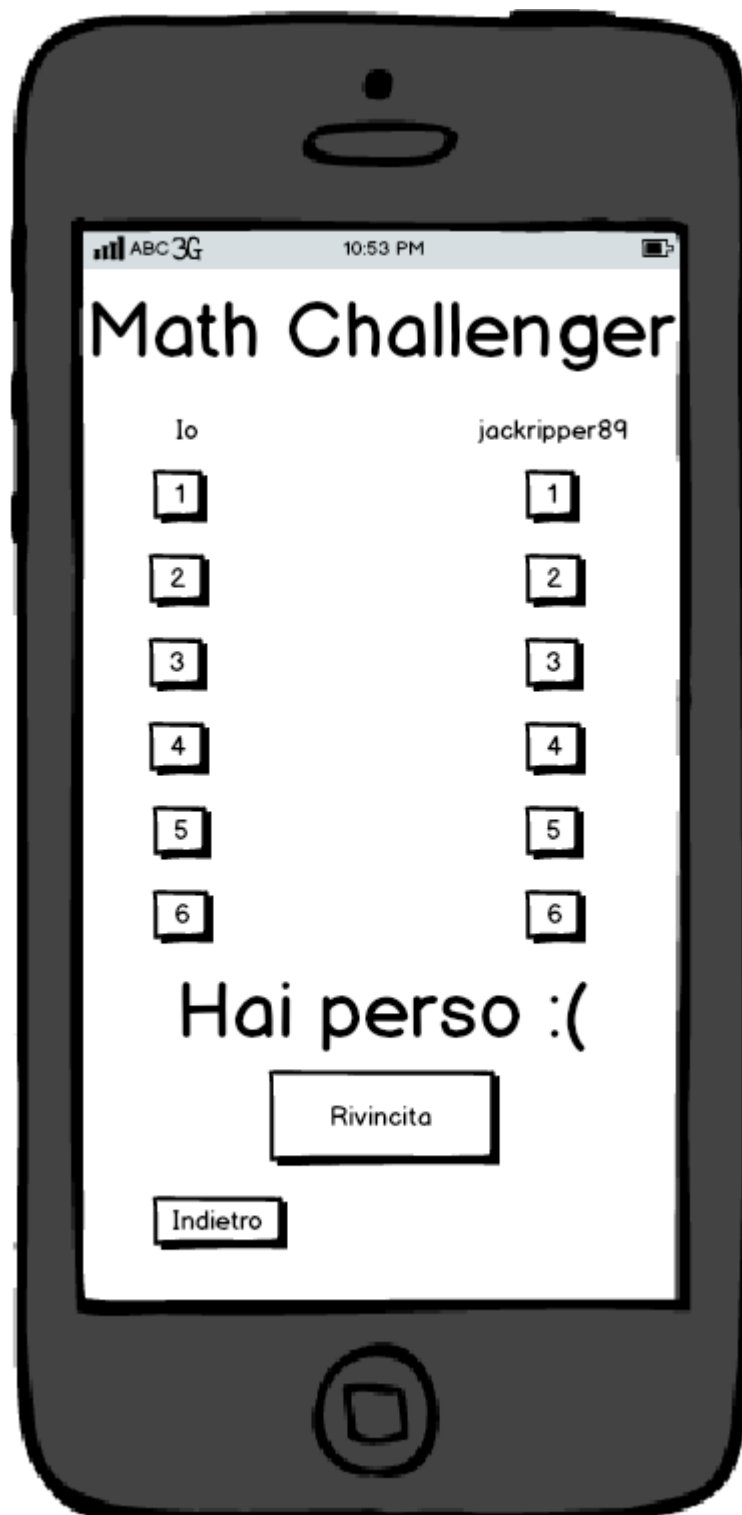 ABC 3G 10:53 PM
Math Challenger
Io jackripper89
1 1
2 2
3 3
4 4
5 5
6 6
Hai perso :(
Rivincita
Indietro